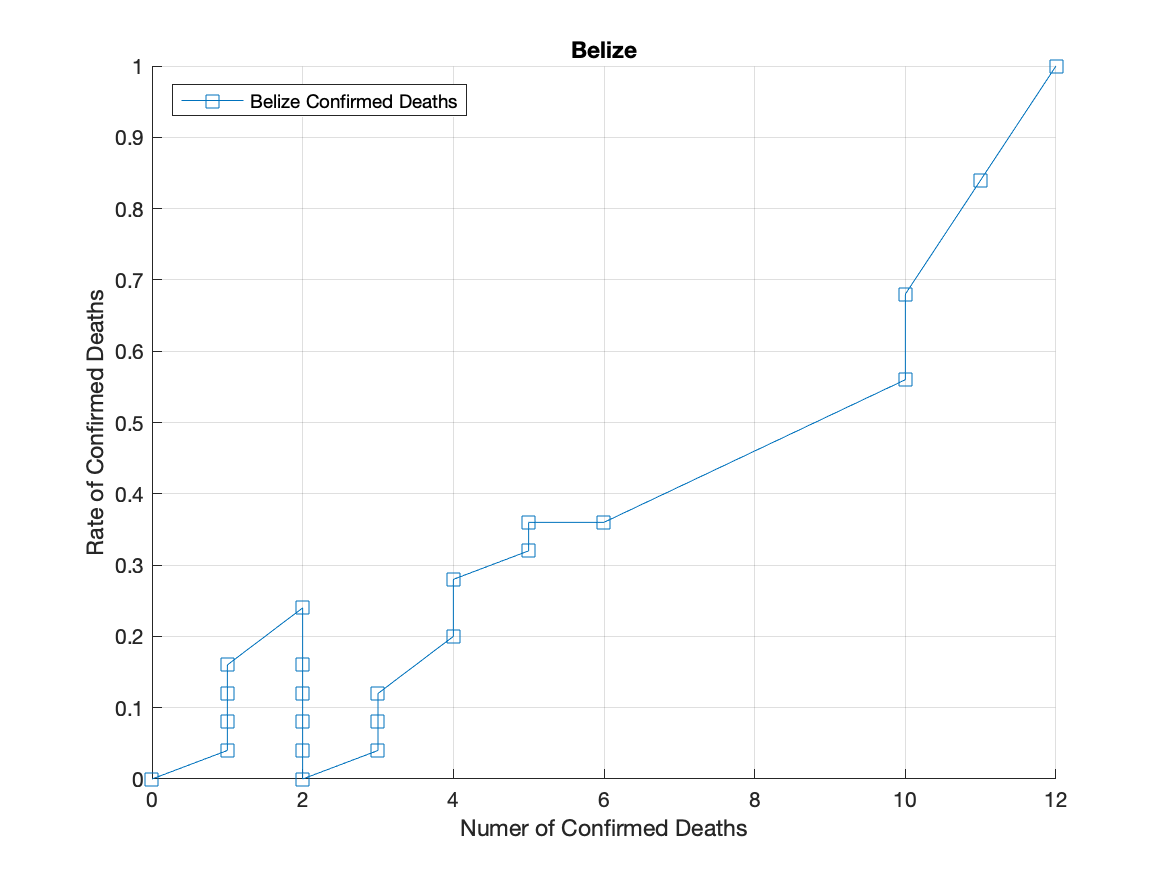 Belize
Belize Confirmed Deaths
1
0.9
0.8
0.7
0.6
0.5
0.4
0.3
0.2
0.1
0
Rate of Confirmed Deaths
0 2 4 6 8 10 12
Numer of Confirmed Deaths